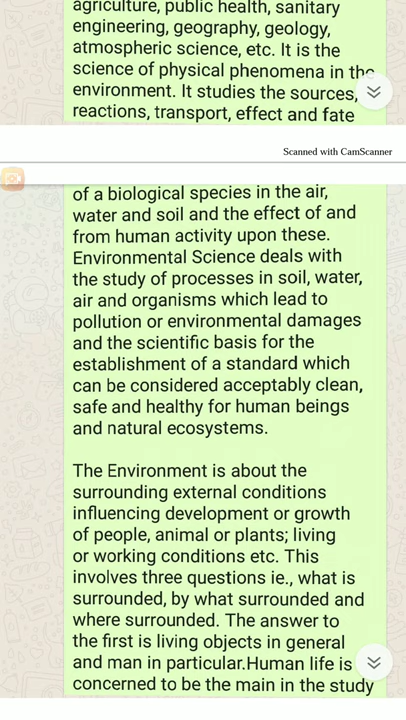 agriculture, public health, sanitary
engineering, geography, geology,
atmospheric science, etc. It is the
science of physical phenomena in the
environment. It studies the sources,
reactions, transport, effect and fate
Scanned with CamScanner
of a biological species in the air,
water and soil and the effect of and
from human activity upon these.
Environmental Science deals with
the study of processes in soil, water,
air and organisms which lead to
pollution or environmental damages
and the scientific basis for the
establishment of a standard which
can be considered acceptably clean,
safe and healthy for human beings
and natural ecosystems.
The Environment is about the
surrounding external conditions
influencing development or growth
of people, animal or plants; living
or working conditions etc. This
involves three questions ie., what is
surrounded, by what surrounded and
where surrounded. The answer to
the first is living objects in general
and man in particular.Human life is
concerned to be the main in the study